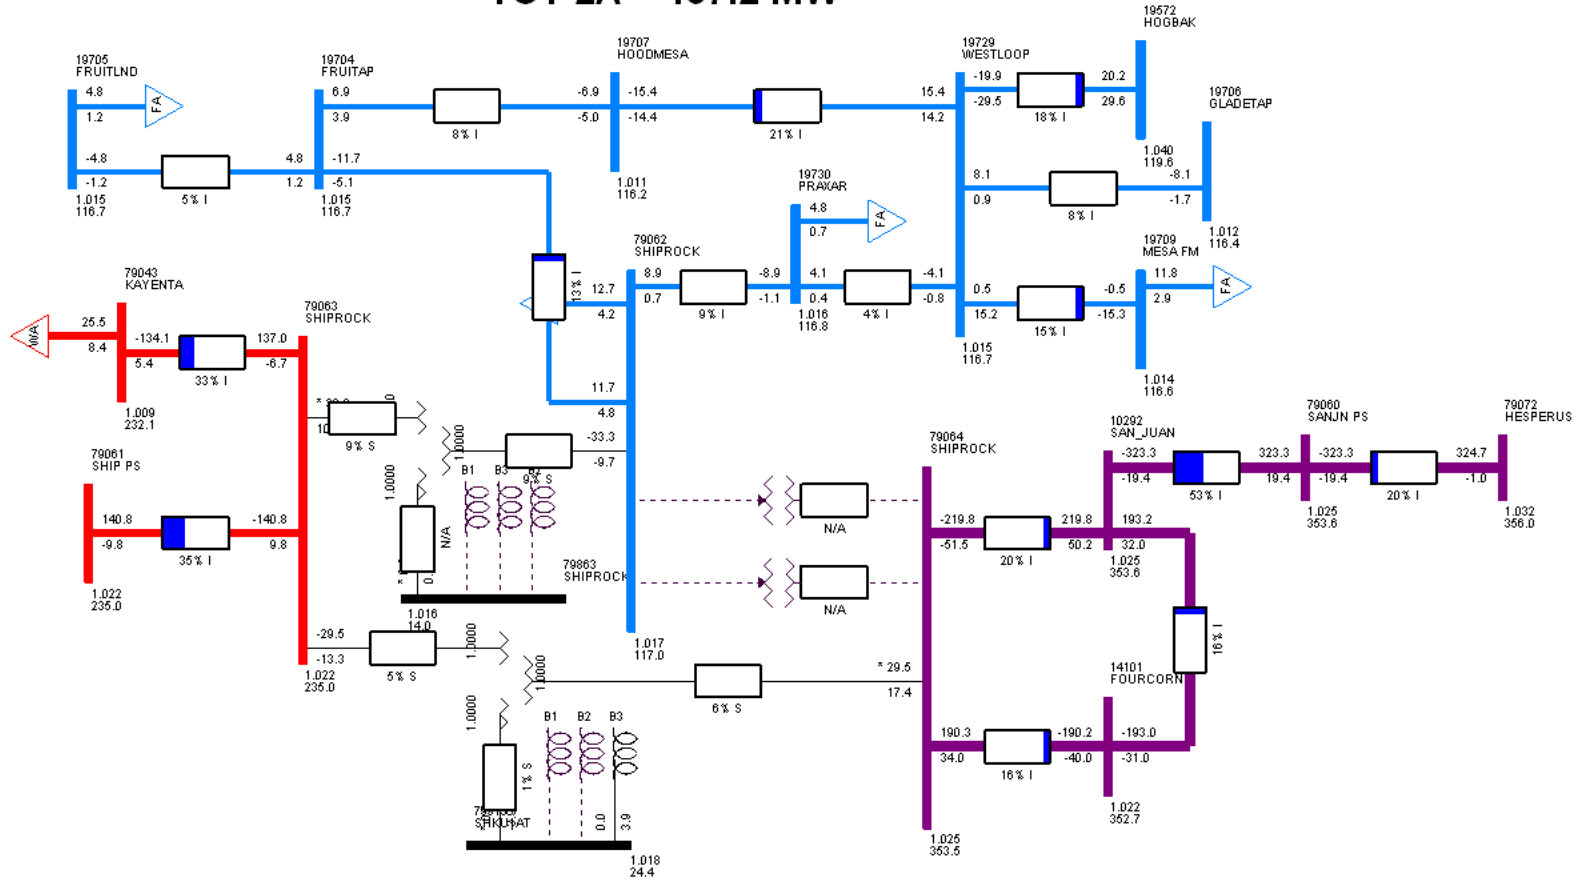 19572
HOGBAK
19707
HOODMESA
19729
WESTLOOP
19705
FRUITLND
19704
FRUITAP
4.8
1.2
FA
6.9
3.9
8% I
-6.9
-5.0
-15.4
-14.4
21% I
15.4
14.2
-19.9
-29.5
18% I
20.2
29.6
19706
GLADETAP
1.040
119.6
-4.8
-1.2
5% I
4.8
1.2
-11.7
-5.1
1.015
116.7
1.015
116.7
1.011
116.2
19730
PRAXAR
4.8
0.7
FA
8.1
0.9
8% I
-8.1
-1.7
1.012
116.4
79062
SHIPROCK
19709
MESA FM
79043
KAYENTA
79063
SHIPROCK
13% I
12.7
4.2
8.9
0.7
9% I
-8.9
-1.1
4.1
0.4
4% I
-4.1
-0.8
1.016
116.8
0.5
15.2
15% I
-0.5
-15.3
11.8
2.9
FA
WA
25.5
8.4
-134.1
5.4
33% I
137.0
-6.7
1.015
116.7
1.014
116.6
1.009
232.1
9% S
11.7
4.8
1.0000
-33.3
-9.7
9% S
79061
SHIP PS
79064
SHIPROCK
10292
SAN_JUAN
79060
SANJN PS
79072
HESPERUS
-323.3
-19.4
53% I
323.3
19.4
-323.3
-19.4
20% I
324.7
-1.0
1.025
353.6
1.032
356.0
1.0000
B1
B3
N/A
N/A
140.8
-9.8
35% I
-140.8
9.8
-219.8
-51.5
20% I
219.8
50.2
193.2
32.0
1.025
353.6
N/A
79863
SHIPROCK
1.022
235.0
1.016
14.0
-29.5
-13.3
5% S
1.0000
1.022
235.0
1.017
117.0
16% I
1.0000
6% S
* 29.5
17.4
14101
FOURCORN
1.0000
B1
B2
B3
1% S
0.0
3.9
190.3
34.0
16% I
-190.2
-40.0
-193.0
-31.0
1.022
352.7
1.025
353.5
1.018
24.4